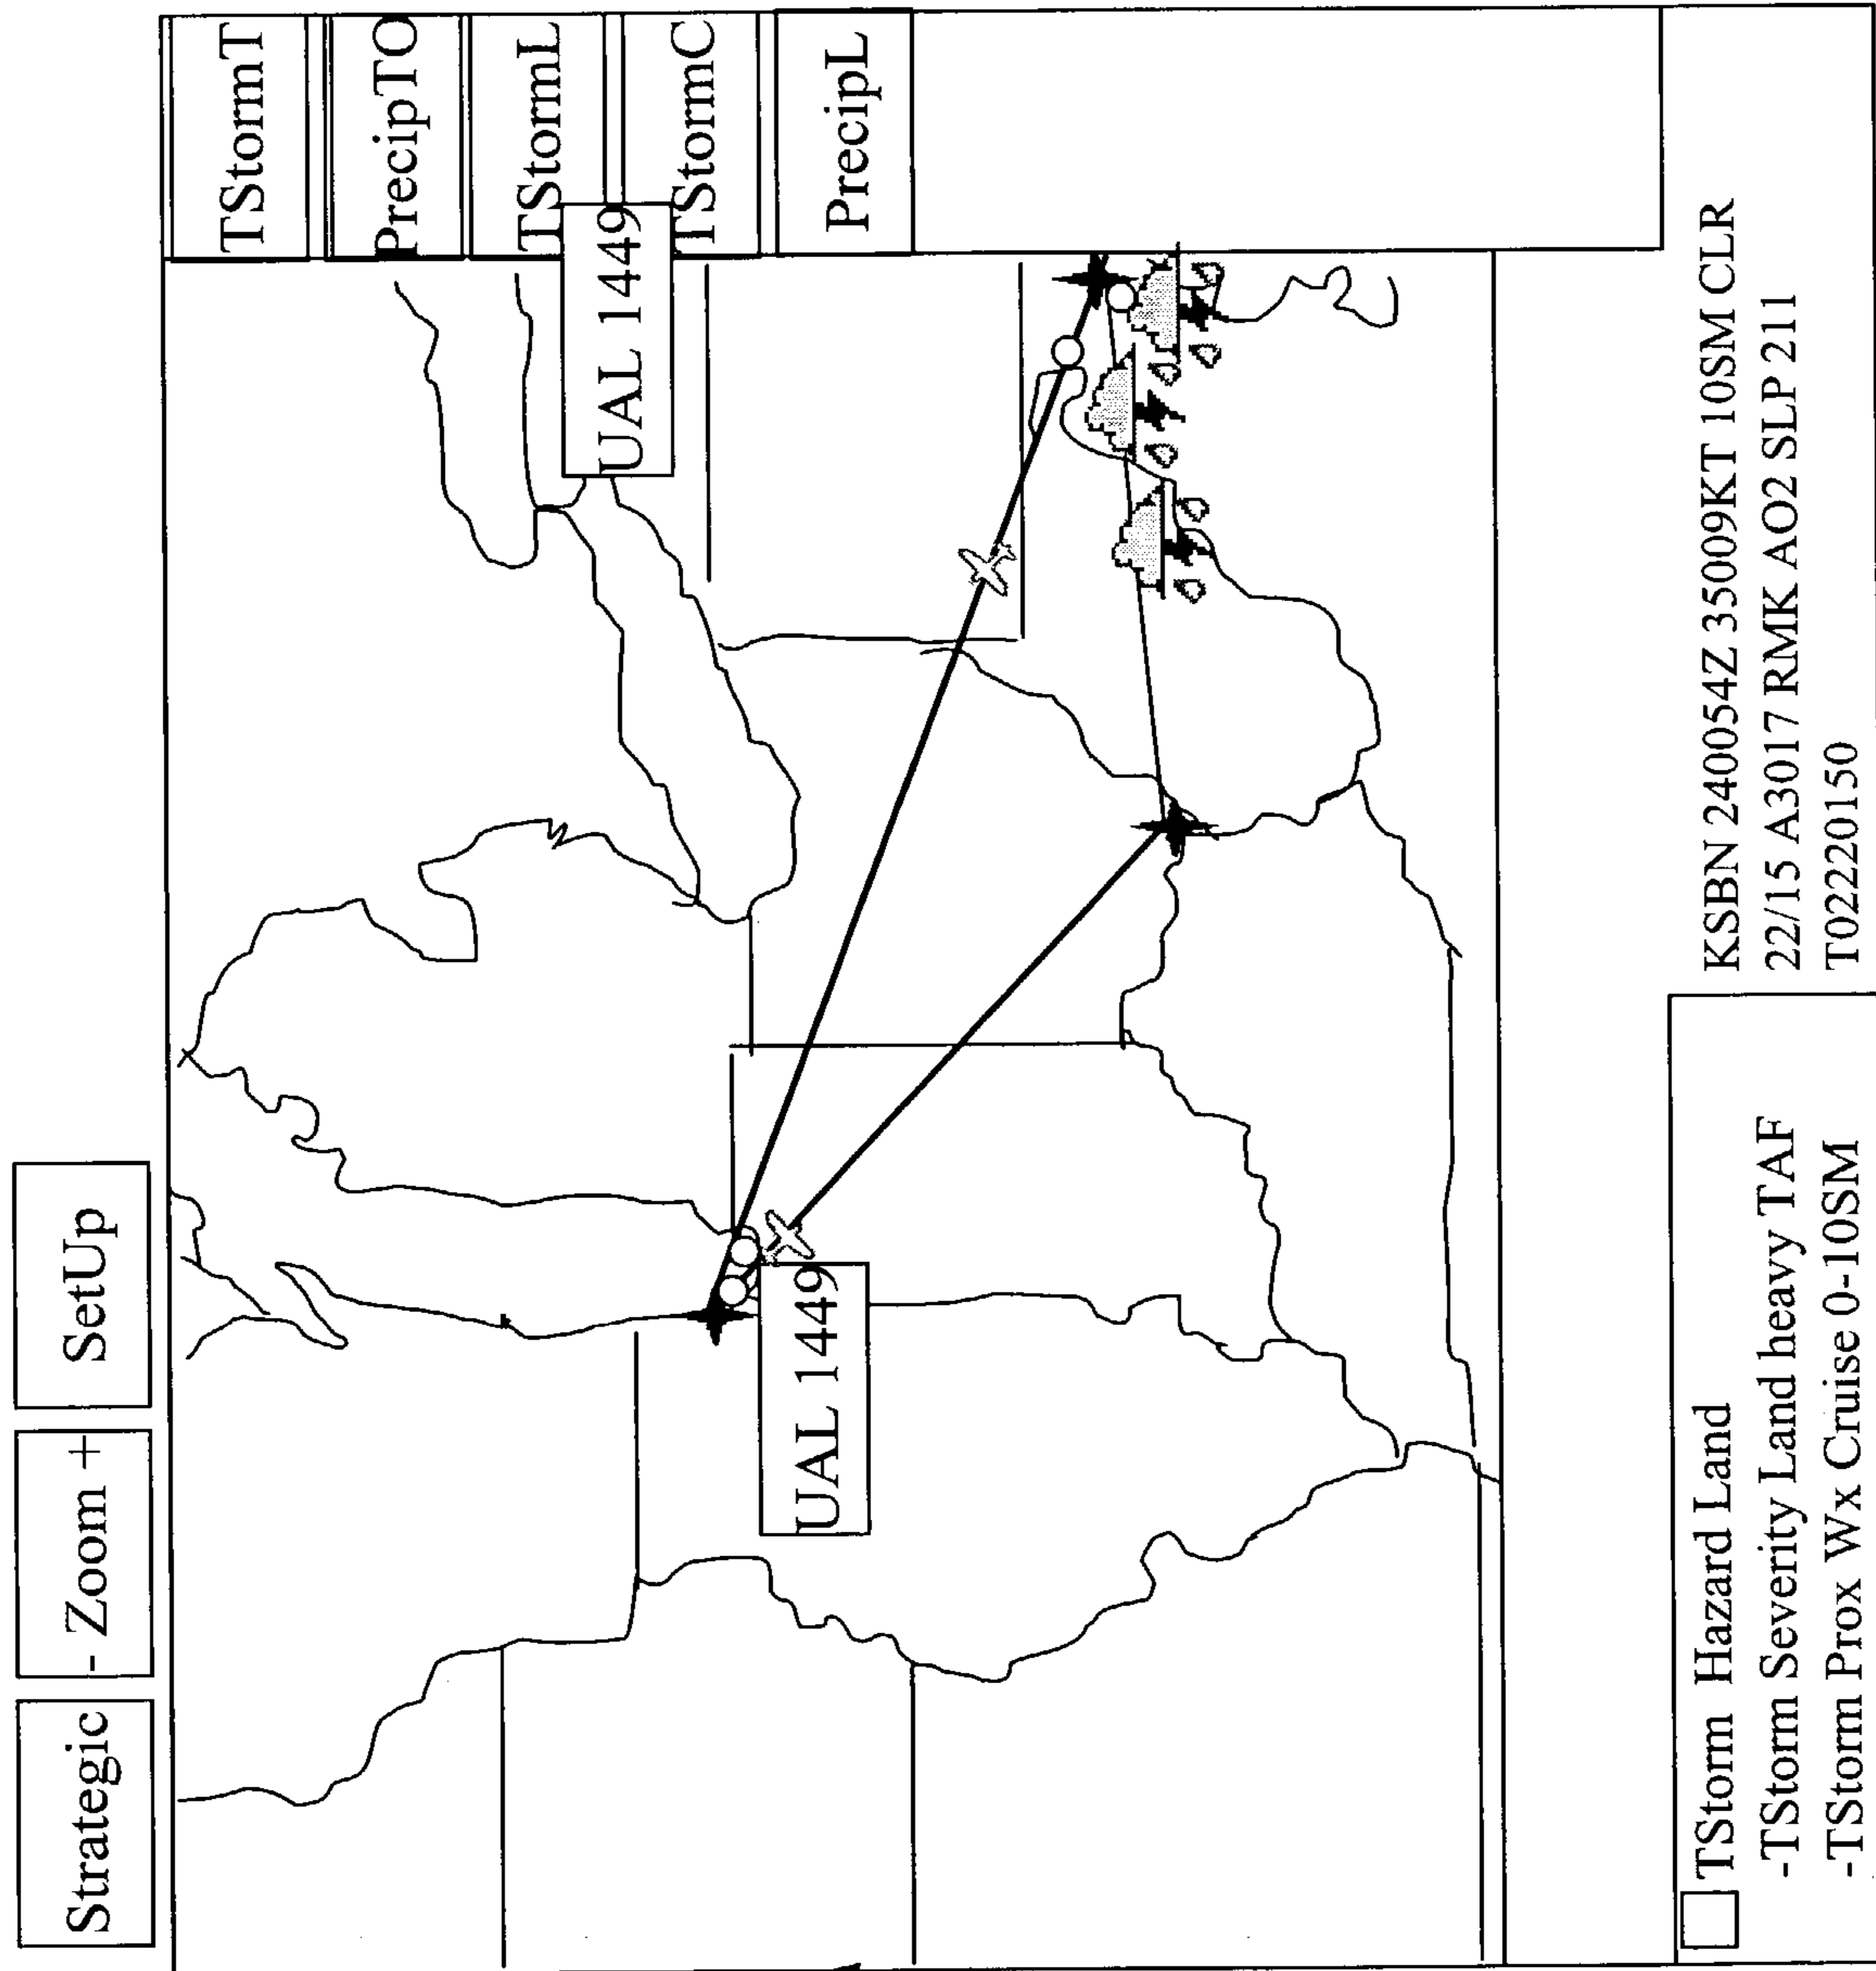 Strategic
- Zoom +
SetUp
TStormT
PrecipTO
TStormL
UAL 1449
TStormC
PrecipL
UAL 1449
TStorm Hazard Land
-TStorm Severity Land heavy TAF
-TStorm Prox Wx Cruise 0-10SM
KSBN 240054Z 35009KT 10SM CLR
22/15 A3017 RMK AO2 SLP 211
T02220150